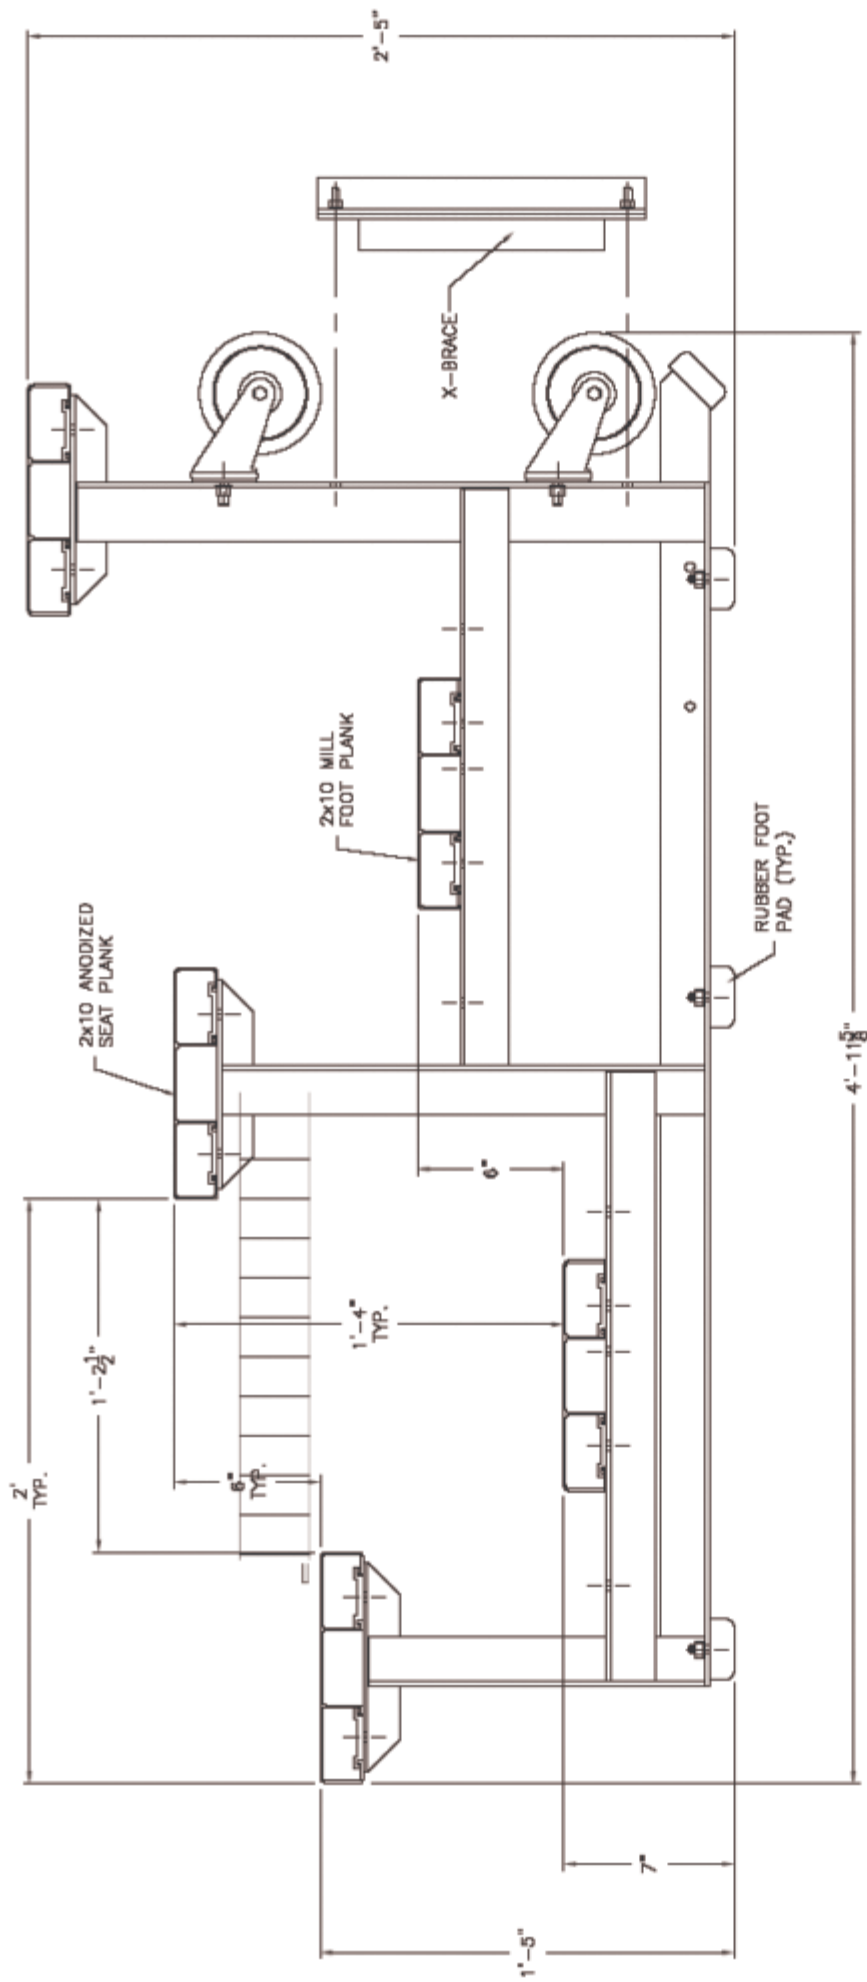 2'-5"
X-BRACE
2x10 MILL
FOOT PLANK
2x10 ANODIZED
SEAT PLANK
RUBBER FOOT
PAD (TYP.)
4'-11⅝"
6"
1'-4"
TYP.
1'-2½"
2'
TYP.
6"
TYP.
7"
1'-5"